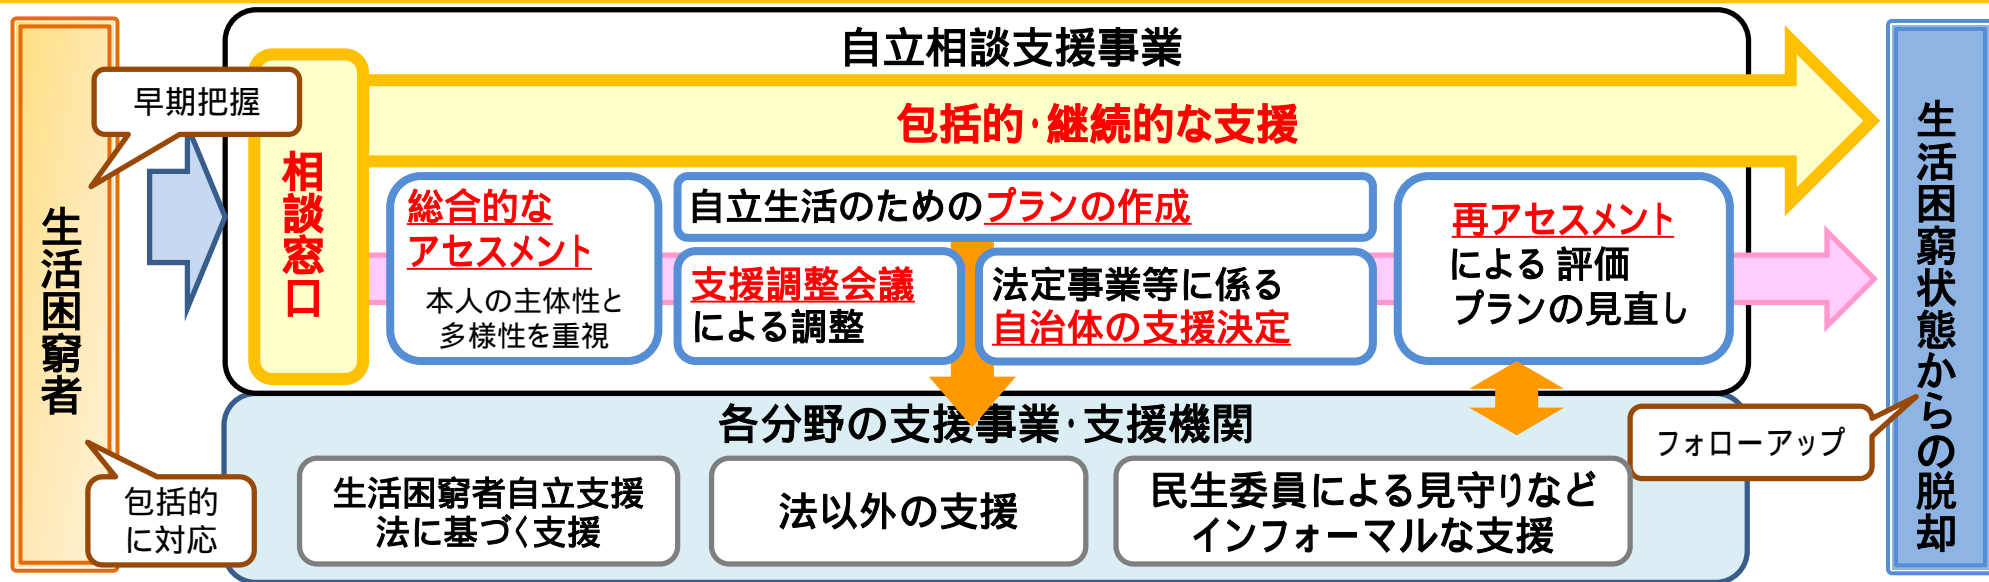 自立相談支援事業
早期把握
包括的・継続的な支援
生活困窮者
相談窓口
総合的な
アセスメント
本人の主体性と
多様性を重視
自立生活のためのプランの作成
支援調整会議
による調整
法定事業等に係る
自治体の支援決定
再アセスメント
による 評価
プランの見直し
生活困窮状態からの脱却
各分野の支援事業・支援機関
フォローアップ
包括的
に対応
生活困窮者自立支援
法に基づく支援
法以外の支援
民生委員による見守りなど
インフォーマルな支援